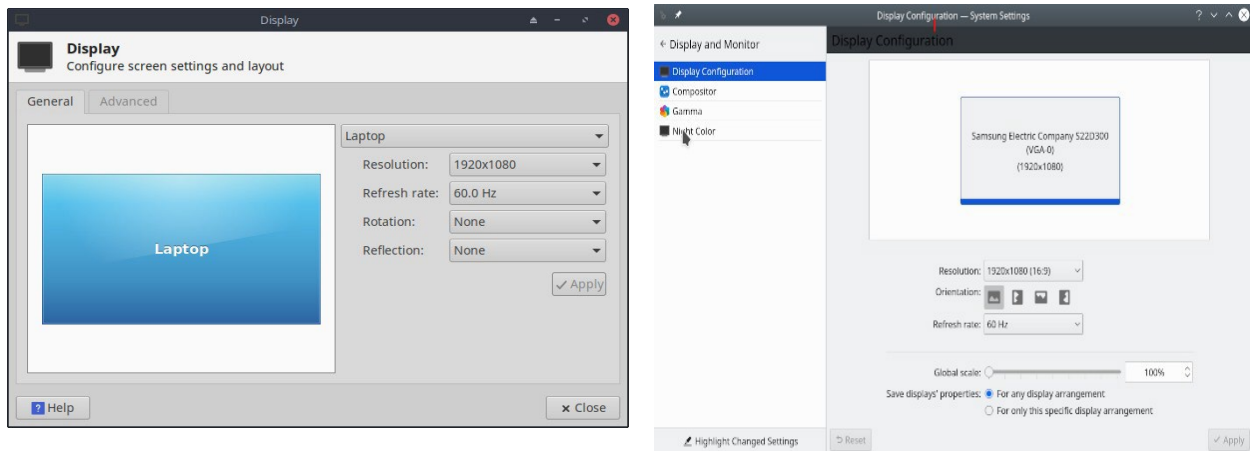 Display
Display
Configure screen settings and layout
General
Advanced
Laptop
Laptop
Resolution:
1920x1080
Refresh rate:
60.0 Hz
Rotation:
None
Reflection:
None
Apply
Help
Close
Display Configuration — System Settings
Display and Monitor
Display Configuration
Display Configuration
Compositor
Gamma
Night Color
Samsung Electric Company S22D300
(VGA-0)
(1920x1080)
Resolution: 1920x1080 (16:9)
Orientation:
Refresh rate: 60 Hz
Global scale: 100%
Save displays' properties: For any display arrangement
For only this specific display arrangement
Highlight Changed Settings
Reset
Apply